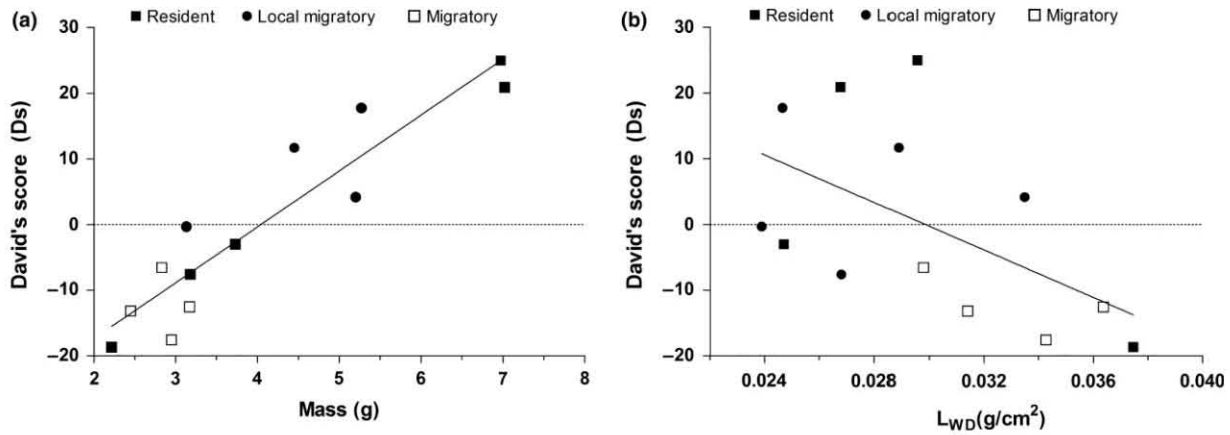 (a) Resident Local migratory Migratory
30
20
10
0
–10
–20
David's score (Ds)
2 3 4 5 6 7 8
Mass (g)
(b) Resident Local migratory Migratory
30
20
10
0
–10
–20
David's score (Ds)
0.024 0.028 0.032 0.036 0.040
LWD(g/cm²)